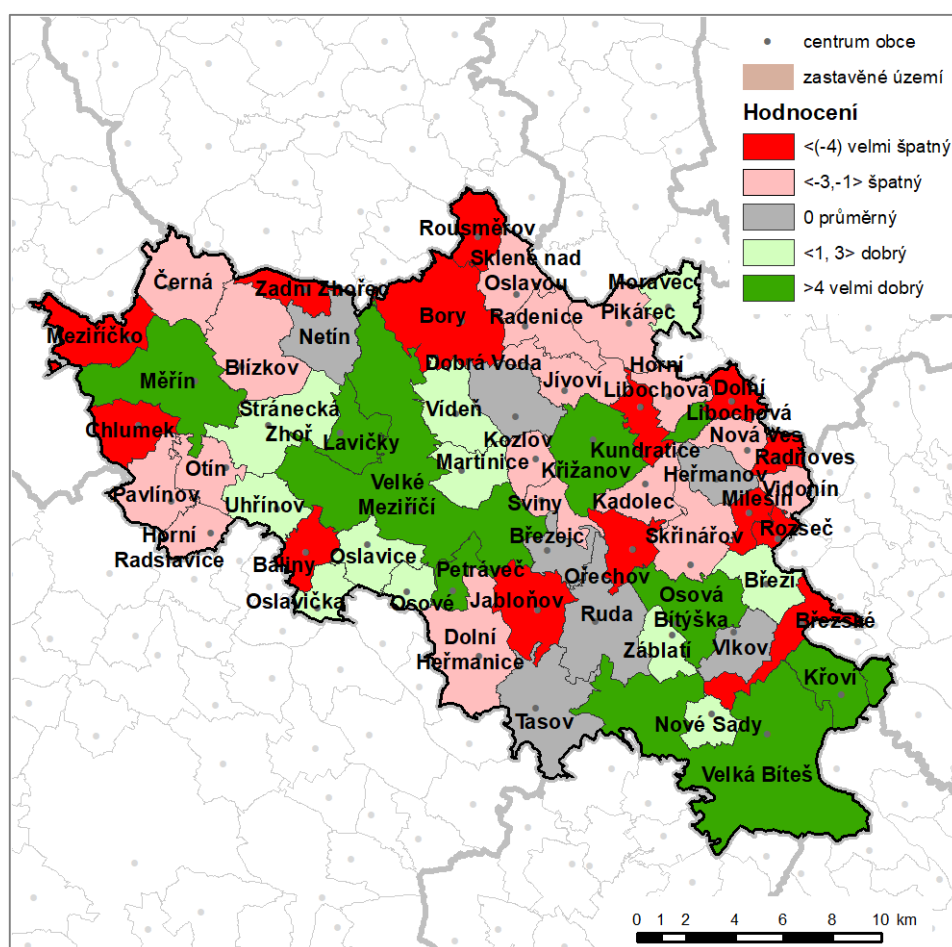 centrum obce
zastavěné území
Hodnocení
<(-4) velmi špatný
<-3,-1> špatný
0 průměrný
<1, 3> dobrý
>4 velmi dobrý
Rousměrov
Sklené nad
Oslavou
Černá
Zadní Zhořec
Moravec
Pikárec
Meziříčko
Netín
Bory
Radenice
Měřín
Blízkov
Dobrá Voda
Horní
Libochová
Jívoví
Dolní
Libochová
Stránecká
Zhoř
Vídeň
Chlumek
Lavičky
Kozlov
Kundratice
Nová Ves
Radňoves
Otín
Martinice
Křižanov
Heřmanov
Pavlínov
Velké
Meziříčí
Kadolec
Vidonín
Uhřínov
Sviny
Milešín
Rozseč
Horní
Radslavice
Březejc
Skřinářov
Baliny
Oslavice
Petráveč
Ořechov
Březí
Oslavička
Osové
Jabloňov
Ruda
Osová
Bítýška
Březské
Dolní
Heřmanice
Záblatí
Vlkov
Křoví
Tasov
Nové Sady
Velká Bíteš
0 1 2 4 6 8 10 km